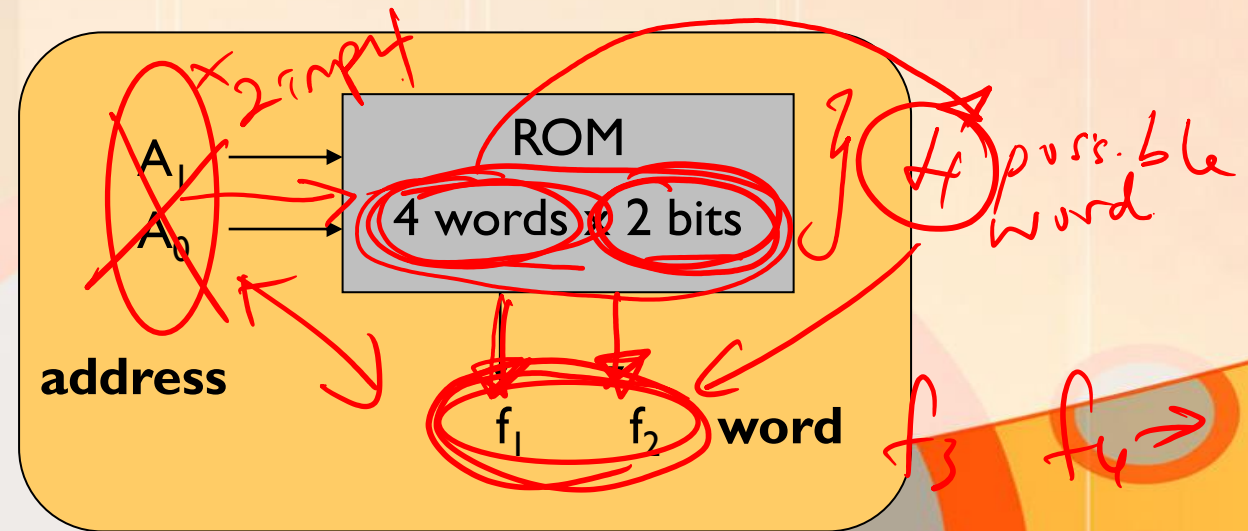 2 input
ROM
A1
A0
4 words x 2 bits
4 possible
word
address
f1 f2 word
f3 f4